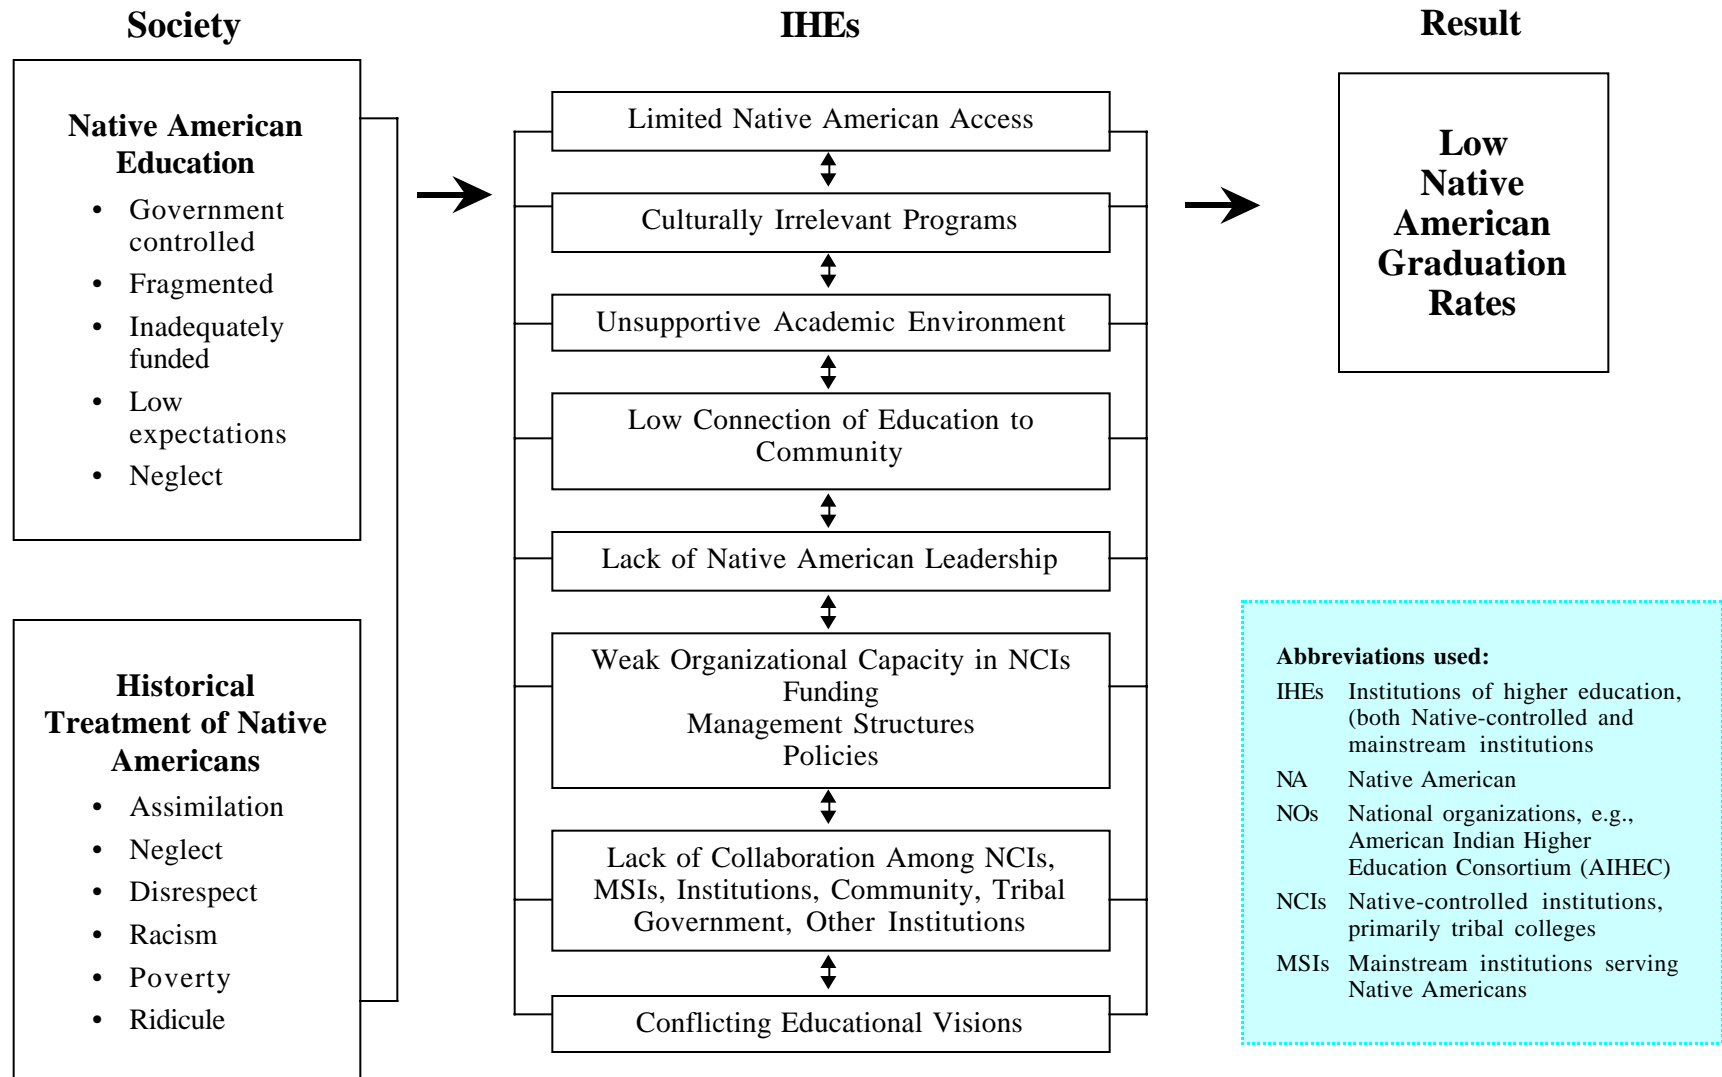 Society
Native American
Education
• Government
controlled
• Fragmented
• Inadequately
funded
• Low
expectations
• Neglect
Historical
Treatment of Native
Americans
• Assimilation
• Neglect
• Disrespect
• Racism
• Poverty
• Ridicule
IHEs
Limited Native American Access
Culturally Irrelevant Programs
Unsupportive Academic Environment
Low Connection of Education to
Community
Lack of Native American Leadership
Weak Organizational Capacity in NCIs
Funding
Management Structures
Policies
Lack of Collaboration Among NCIs,
MSIs, Institutions, Community, Tribal
Government, Other Institutions
Conflicting Educational Visions
Result
Low
Native
American
Graduation
Rates
Abbreviations used:
IHEs Institutions of higher education,
(both Native-controlled and
mainstream institutions
NA Native American
NOs National organizations, e.g.,
American Indian Higher
Education Consortium (AIHEC)
NCIs Native-controlled institutions,
primarily tribal colleges
MSIs Mainstream institutions serving
Native Americans